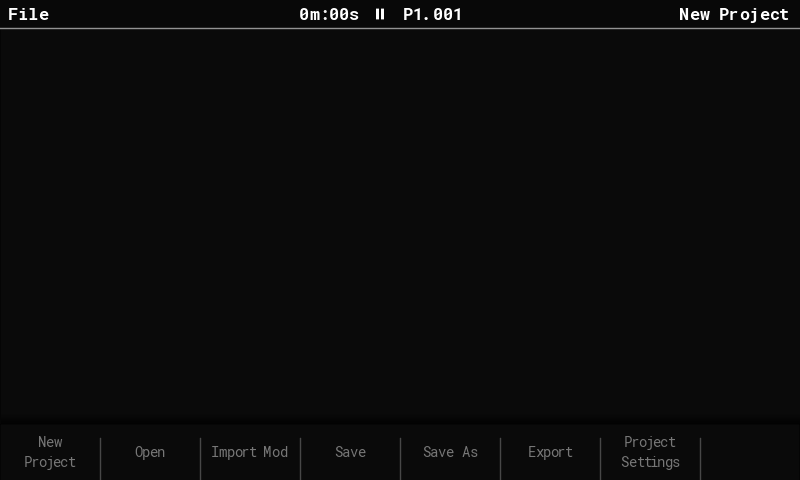 File 0m:00s P1.001 New Project
New Project
Open
Import Mod
Save
Save As
Export
Project Settings